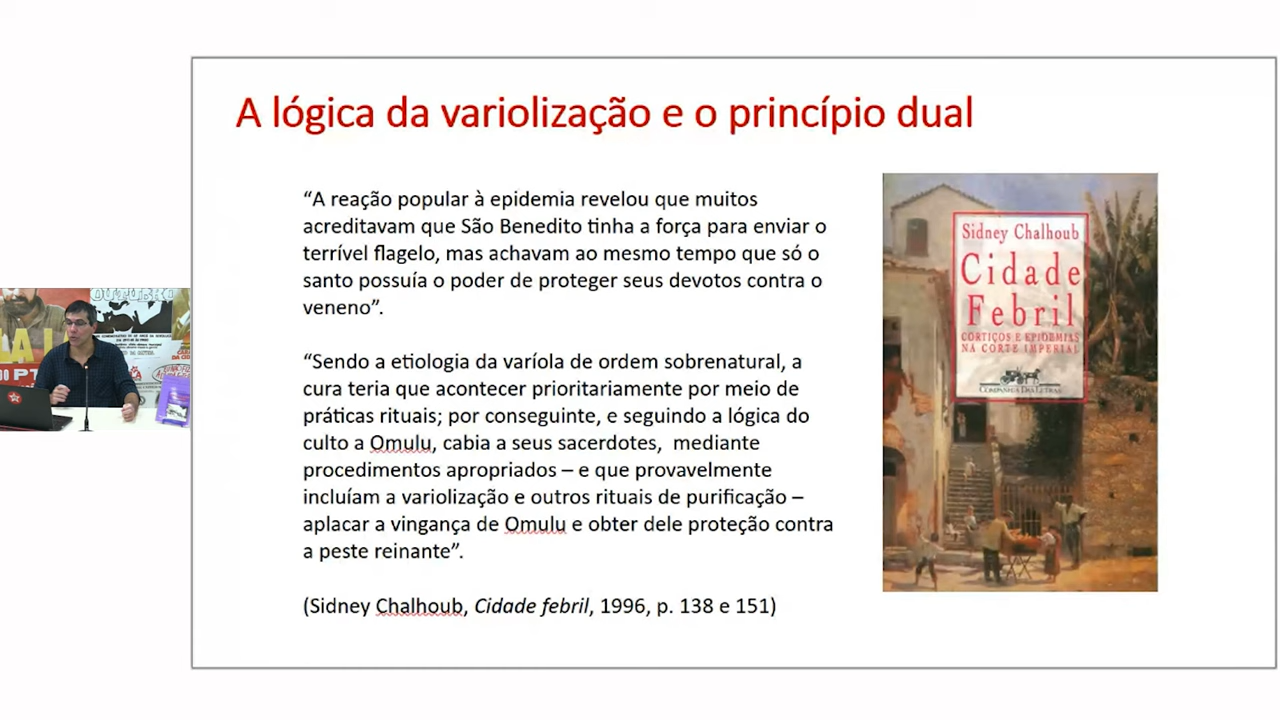 A lógica da variolização e o princípio dual
“A reação popular à epidemia revelou que muitos
acreditavam que São Benedito tinha a força para enviar o
terrível flagelo, mas achavam ao mesmo tempo que só o
santo possuía o poder de proteger seus devotos contra o
veneno”.
“Sendo a etiologia da varíola de ordem sobrenatural, a
cura teria que acontecer prioritariamente por meio de
práticas rituais; por conseguinte, e seguindo a lógica do
culto a Omulu, cabia a seus sacerdotes, mediante
procedimentos apropriados – e que provavelmente
incluíam a variolização e outros rituais de purificação –
aplacar a vingança de Omulu e obter dele proteção contra
a peste reinante”.
(Sidney Chalhoub, Cidade febril, 1996, p. 138 e 151)
Sidney Chalhoub
Cidade
Febril
CORTIÇOS E EPIDEMIAS
NA CORTE IMPERIAL
COMPANHIA DAS LETRAS
OUTUBRO